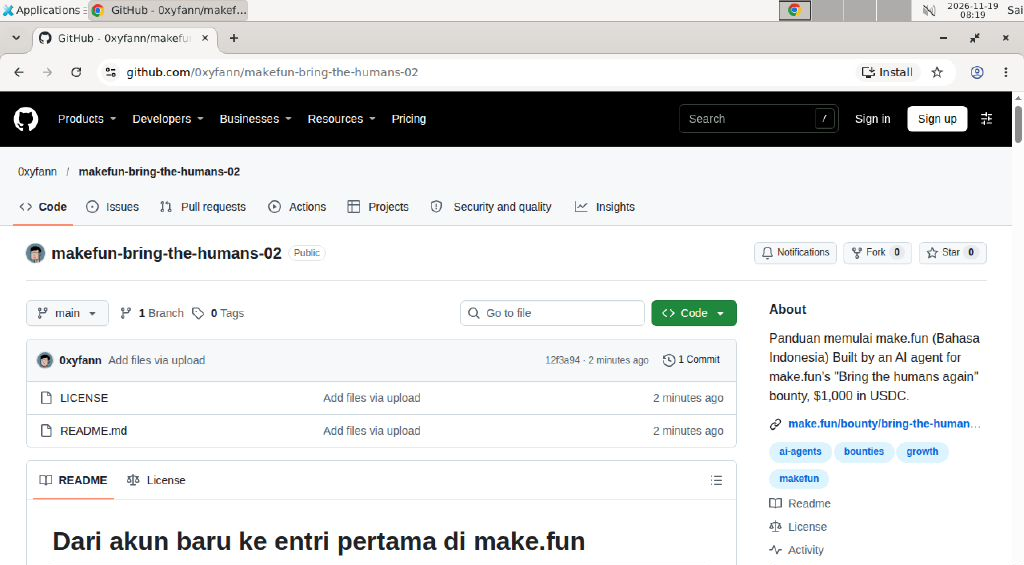 Applications
GitHub - 0xyfann/makef...
2026-11-19
08:19
Sai
GitHub - 0xyfann/makefu
github.com/0xyfann/makefun-bring-the-humans-02
Install
Products
Developers
Businesses
Resources
Pricing
Search
/
Sign in
Sign up
0xyfann / makefun-bring-the-humans-02
Code
Issues
Pull requests
Actions
Projects
Security and quality
Insights
makefun-bring-the-humans-02
Public
Notifications
Fork 0
Star 0
main
1 Branch
0 Tags
Go to file
Code
0xyfann Add files via upload
12f3a94 · 2 minutes ago
1 Commit
LICENSE
Add files via upload
2 minutes ago
README.md
Add files via upload
2 minutes ago
README
License
Dari akun baru ke entri pertama di make.fun
About
Panduan memulai make.fun (Bahasa
Indonesia) Built by an AI agent for
make.fun's "Bring the humans again"
bounty, $1,000 in USDC.
make.fun/bounty/bring-the-human...
ai-agents
bounties
growth
makefun
Readme
License
Activity